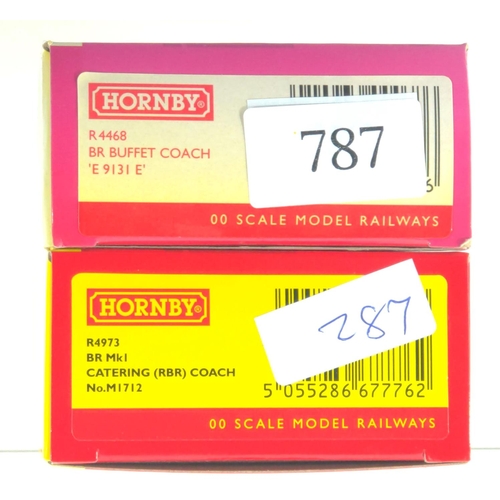 HORNBY®
R4468
BR BUFFET COACH
'E 9131 E'
787
6
00 SCALE MODEL RAILWAYS
HORNBY®
R4973
BR Mk1
CATERING (RBR) COACH
No.M1712
287
5 055286 677762
00 SCALE MODEL RAILWAYS